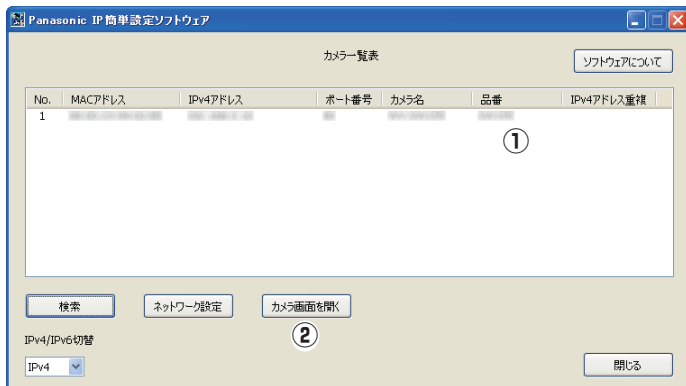 Panasonic IP簡単設定ソフトウェア
カメラ一覧表
ソフトウェアについて
No. MACアドレス IPv4アドレス ポート番号 カメラ名 品番 IPv4アドレス重複
1
①
検索 ネットワーク設定 カメラ画面を開く
②
IPv4/IPv6切替
IPv4
閉じる